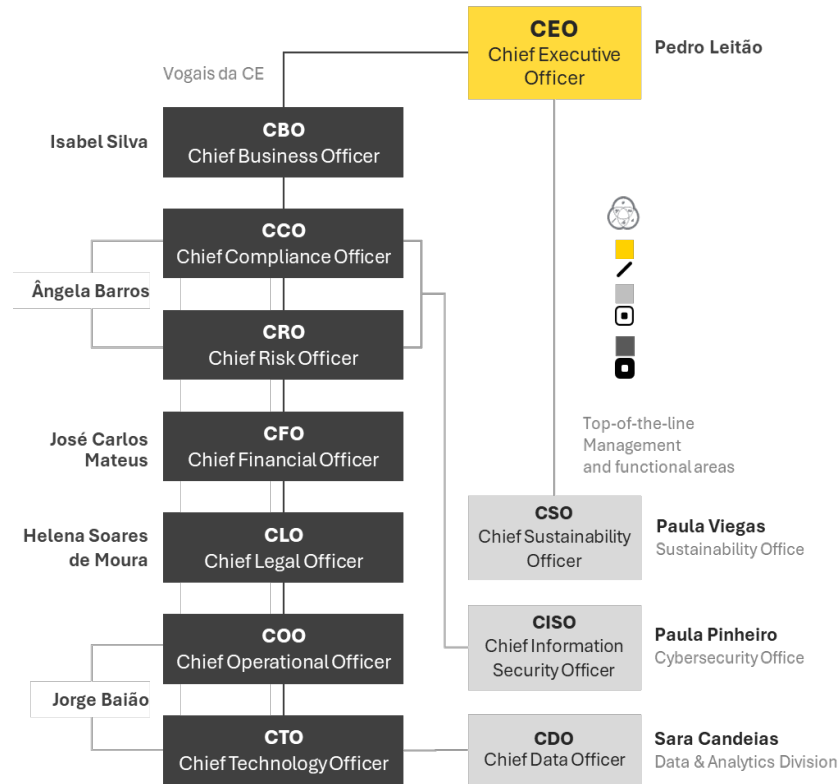 CEO
Chief Executive
Officer
Pedro Leitão
Vogais da CE
Isabel Silva
CBO
Chief Business Officer
CCO
Chief Compliance Officer
Ângela Barros
CRO
Chief Risk Officer
José Carlos
Mateus
CFO
Chief Financial Officer
Top-of-the-line
Management
and functional areas
Helena Soares
de Moura
CLO
Chief Legal Officer
CSO
Chief Sustainability
Officer
Paula Viegas
Sustainability Office
COO
Chief Operational Officer
CISO
Chief Information
Security Officer
Paula Pinheiro
Cybersecurity Office
Jorge Baião
CTO
Chief Technology Officer
CDO
Chief Data Officer
Sara Candeias
Data & Analytics Division